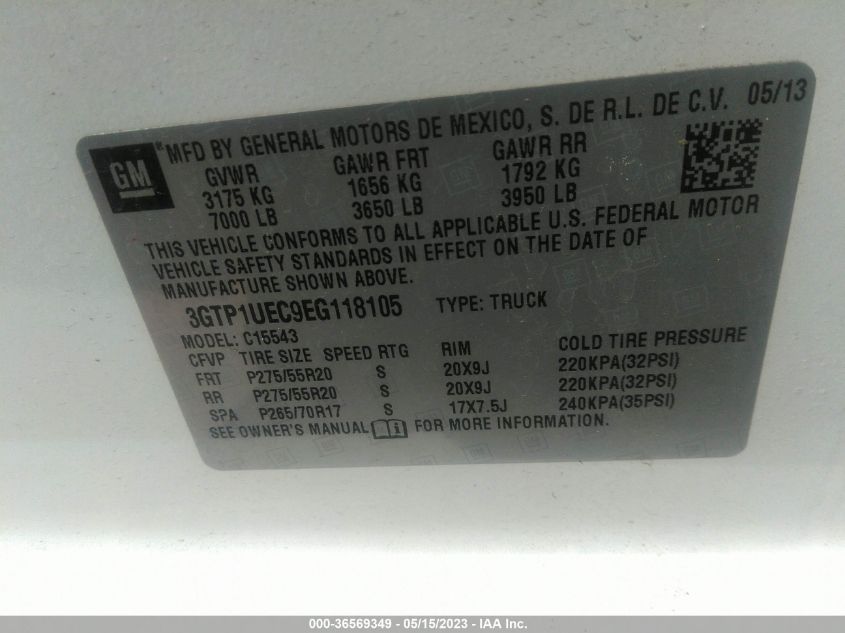 GM ® MFD BY GENERAL MOTORS DE MEXICO, S. DE R.L. DE C.V. 05/13
GVWR GAWR FRT GAWR RR
3175 KG 1656 KG 1792 KG
7000 LB 3650 LB 3950 LB
THIS VEHICLE CONFORMS TO ALL APPLICABLE U.S. FEDERAL MOTOR
VEHICLE SAFETY STANDARDS IN EFFECT ON THE DATE OF
MANUFACTURE SHOWN ABOVE.
3GTP1UEC9EG118105 TYPE: TRUCK
MODEL: C15543
CFVP TIRE SIZE SPEED RTG RIM COLD TIRE PRESSURE
FRT P275/55R20 S 20X9J 220KPA(32PSI)
RR P275/55R20 S 20X9J 220KPA(32PSI)
SPA P265/70R17 S 17X7.5J 240KPA(35PSI)
SEE OWNER'S MANUAL FOR MORE INFORMATION.
000-36569349 - 05/15/2023 - IAA Inc.